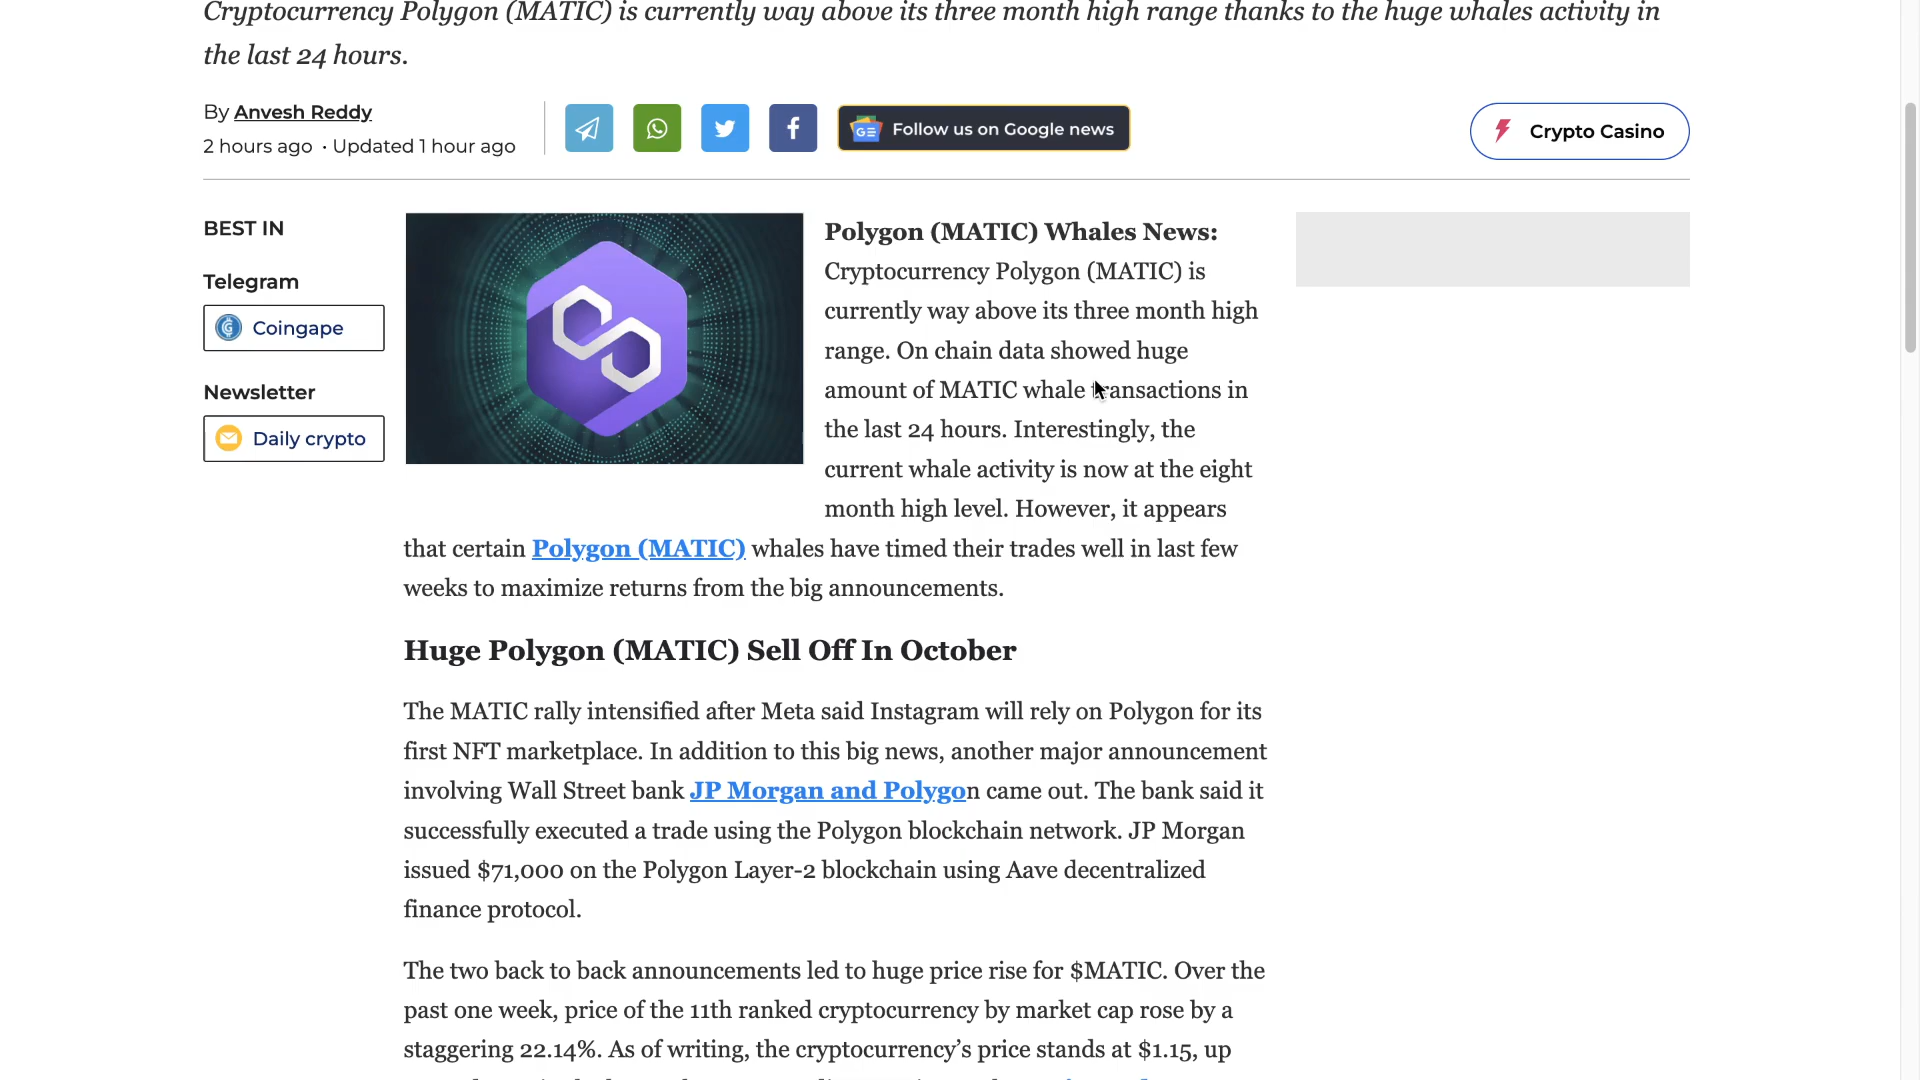 Cryptocurrency Polygon (MATIC) is currently way above its three month high range thanks to the huge whales activity in
the last 24 hours.
By Anvesh Reddy
2 hours ago • Updated 1 hour ago
Follow us on Google news
Crypto Casino
BEST IN
Telegram
Coingape
Newsletter
Daily crypto
Polygon (MATIC) Whales News:
Cryptocurrency Polygon (MATIC) is
currently way above its three month high
range. On chain data showed huge
amount of MATIC whale transactions in
the last 24 hours. Interestingly, the
current whale activity is now at the eight
month high level. However, it appears
that certain Polygon (MATIC) whales have timed their trades well in last few
weeks to maximize returns from the big announcements.
Huge Polygon (MATIC) Sell Off In October
The MATIC rally intensified after Meta said Instagram will rely on Polygon for its
first NFT marketplace. In addition to this big news, another major announcement
involving Wall Street bank JP Morgan and Polygon came out. The bank said it
successfully executed a trade using the Polygon blockchain network. JP Morgan
issued $71,000 on the Polygon Layer-2 blockchain using Aave decentralized
finance protocol.
The two back to back announcements led to huge price rise for $MATIC. Over the
past one week, price of the 11th ranked cryptocurrency by market cap rose by a
staggering 22.14%. As of writing, the cryptocurrency's price stands at $1.15, up